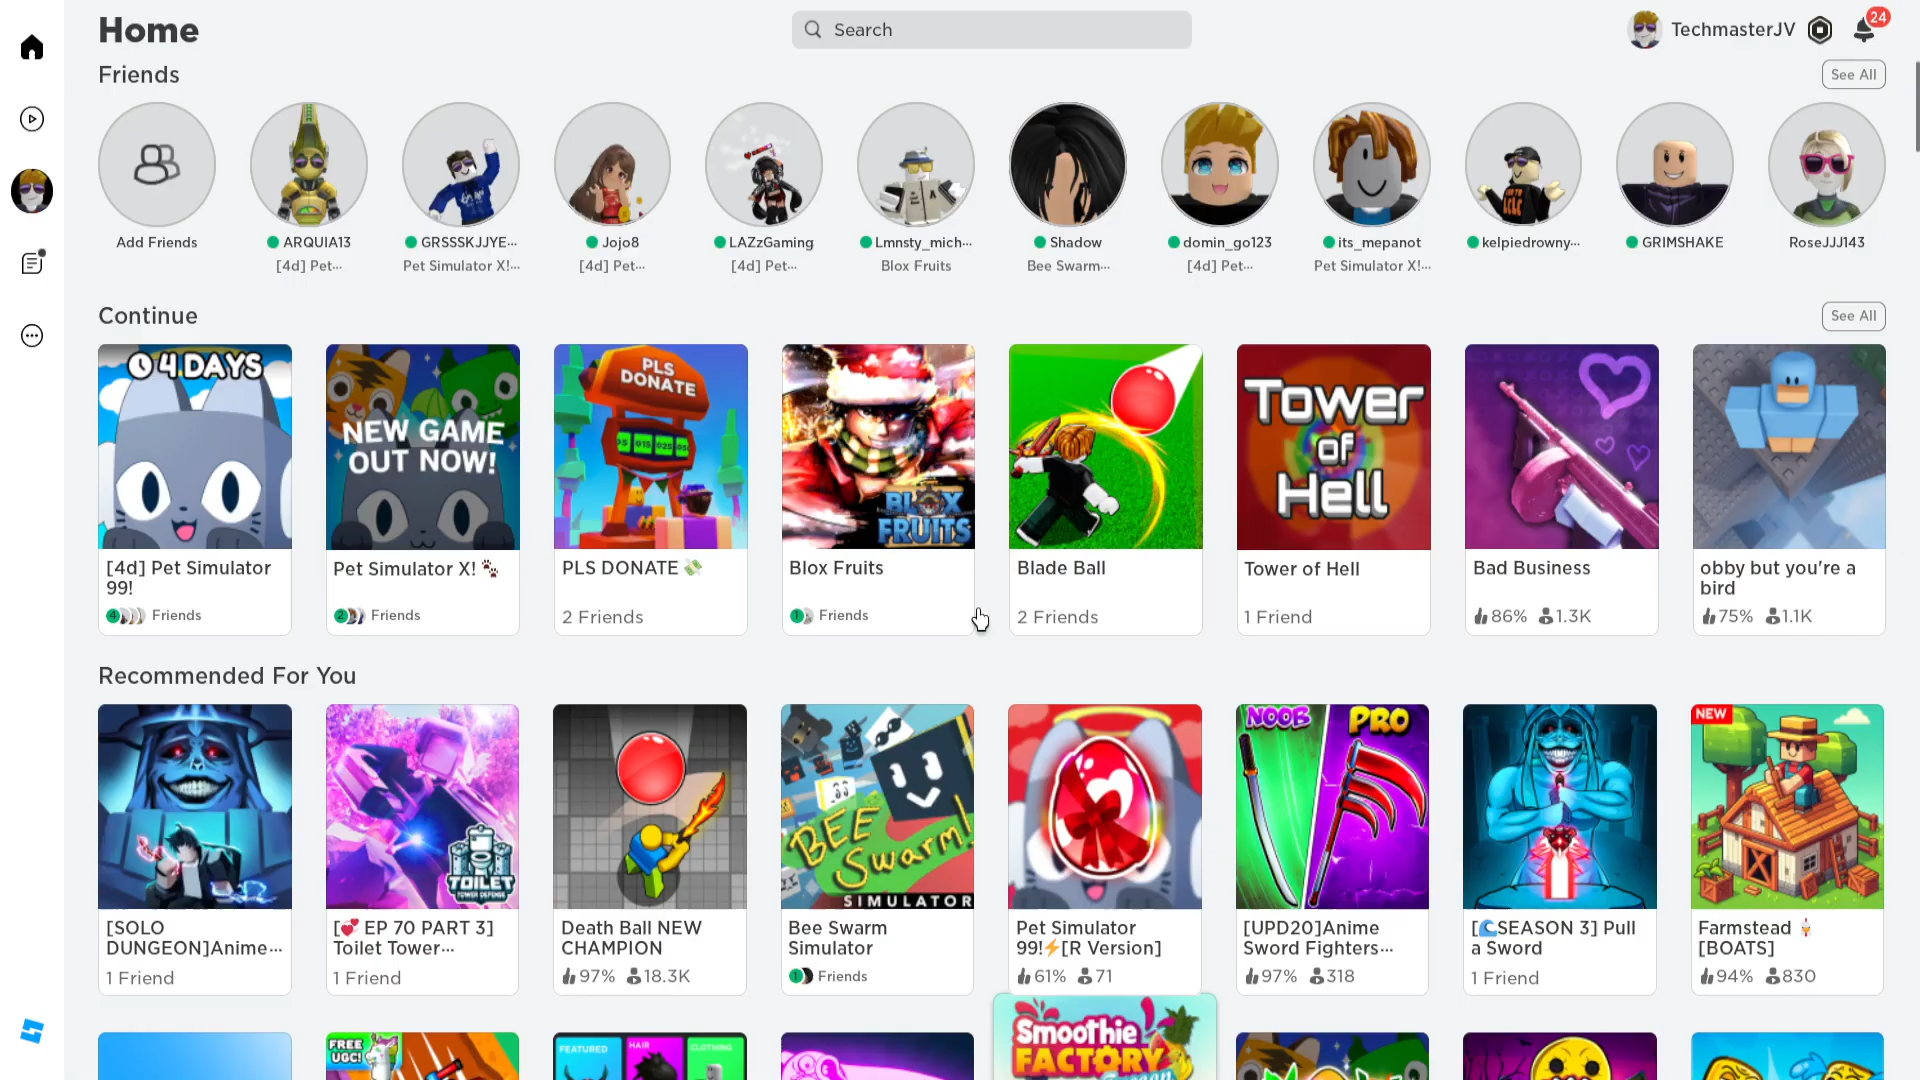 Home
Search
TechmasterJV
24
Friends
See All
Add Friends
ARQUIA13
[4d] Pet...
GRSSSKJJYE...
Pet Simulator X!...
Jojo8
[4d] Pet...
LAZzGaming
[4d] Pet...
Lmnsty_mich...
Blox Fruits
Shadow
Bee Swarm...
domin_go123
[4d] Pet...
its_mepanot
Pet Simulator X!...
kelpiedrowny...
GRIMSHAKE
RoseJJJ143
Continue
See All
4 DAYS
[4d] Pet Simulator
99!
4
Friends
NEW GAME
OUT NOW!
Pet Simulator X! 🐾
2
Friends
PLS
DONATE
PLS DONATE 💸
2 Friends
BLOX
FRUITS
Blox Fruits
1
Friends
Blade Ball
2 Friends
Tower
of
Hell
Tower of Hell
1 Friend
Bad Business
86% 1.3K
obby but you're a
bird
75% 1.1K
Recommended For You
[SOLO
DUNGEON]Anime...
1 Friend
TOILET
TOWER DEFENSE
[💞 EP 70 PART 3]
Toilet Tower...
1 Friend
Death Ball NEW
CHAMPION
97% 18.3K
BEE
Swarm!
SIMULATOR
Bee Swarm
Simulator
1
Friends
Pet Simulator
99!⚡[R Version]
61% 71
NOOB PRO
[UPD20]Anime
Sword Fighters...
97% 318
[🌊SEASON 3] Pull
a Sword
1 Friend
NEW
Farmstead 🐓
[BOATS]
94% 830
FREE
UGC!
FEATURED
HAIR
CLOTHING
Smoothie
FACTORY